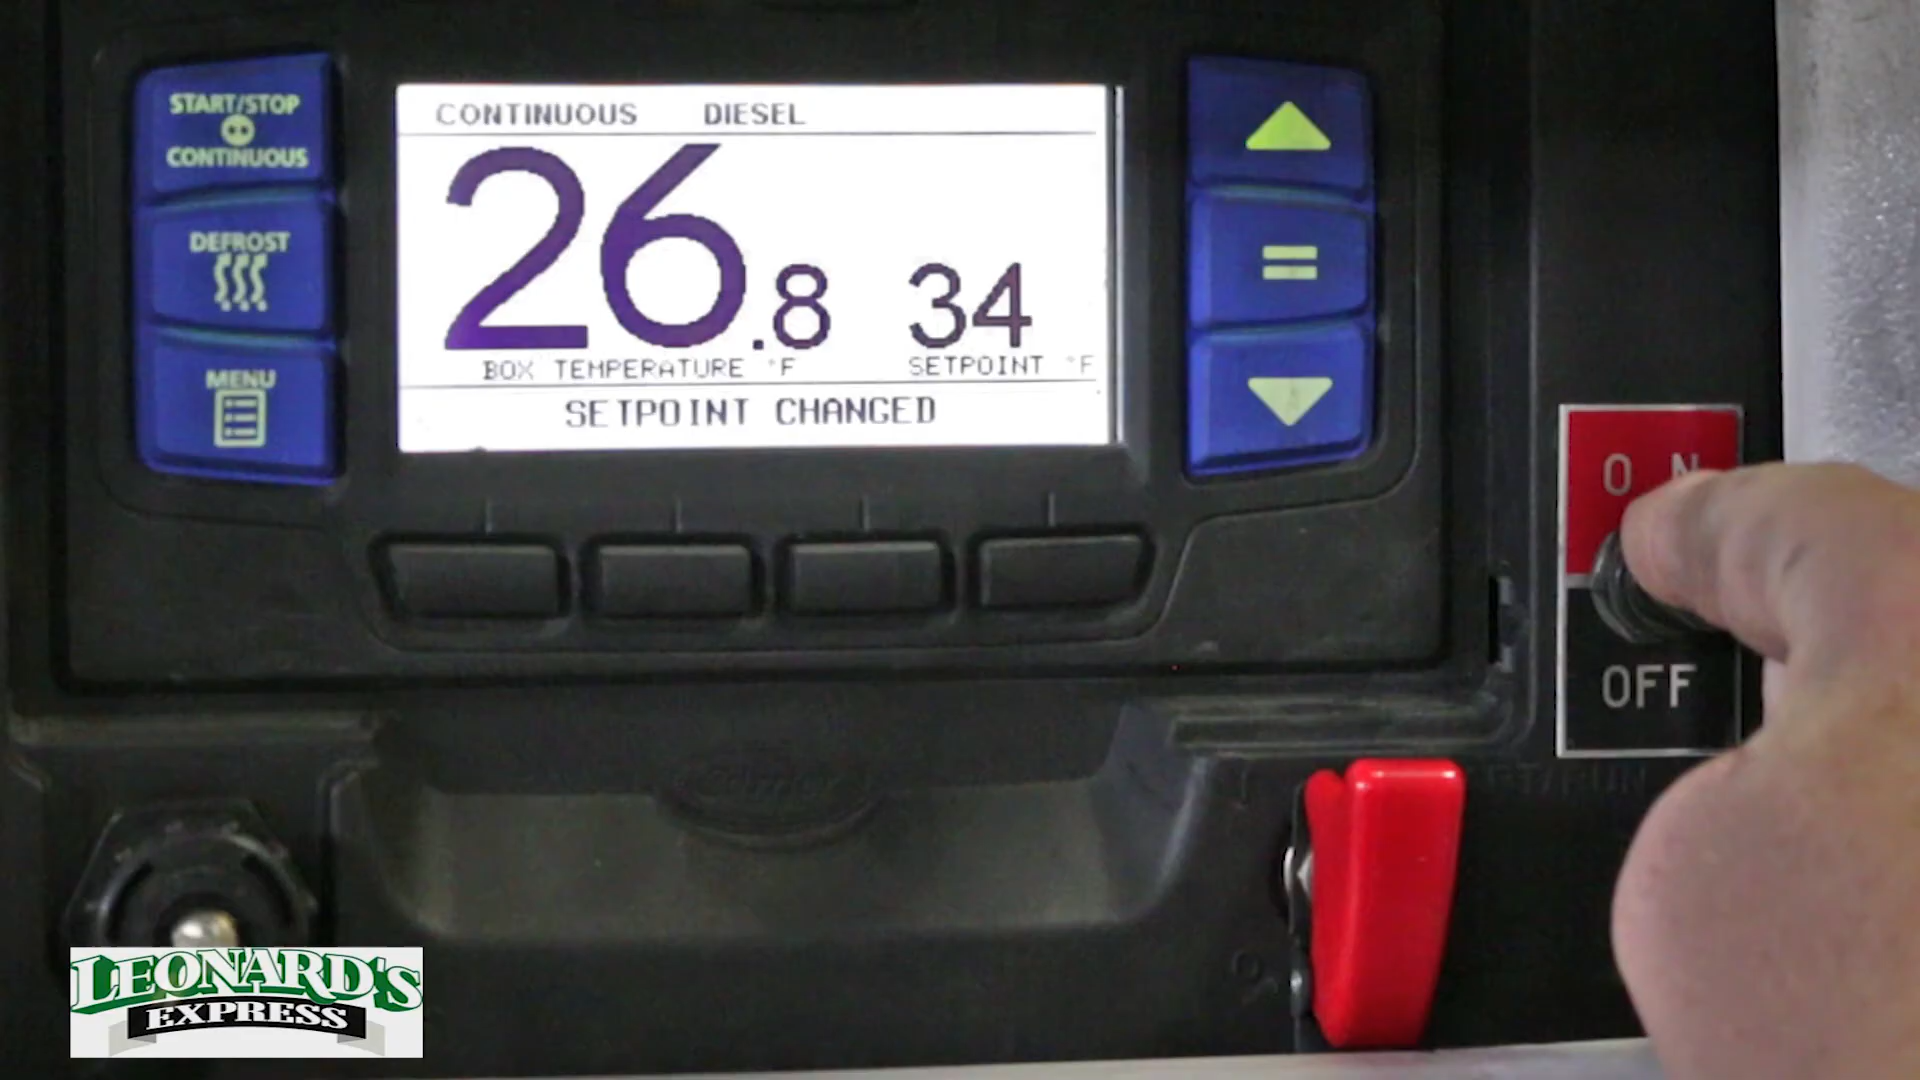 START/STOP
CONTINUOUS
DEFROST
MENU
CONTINUOUS DIESEL
26.8 34
BOX TEMPERATURE °F SETPOINT °F
SETPOINT CHANGED
=
ON
OFF
LEONARD'S
EXPRESS